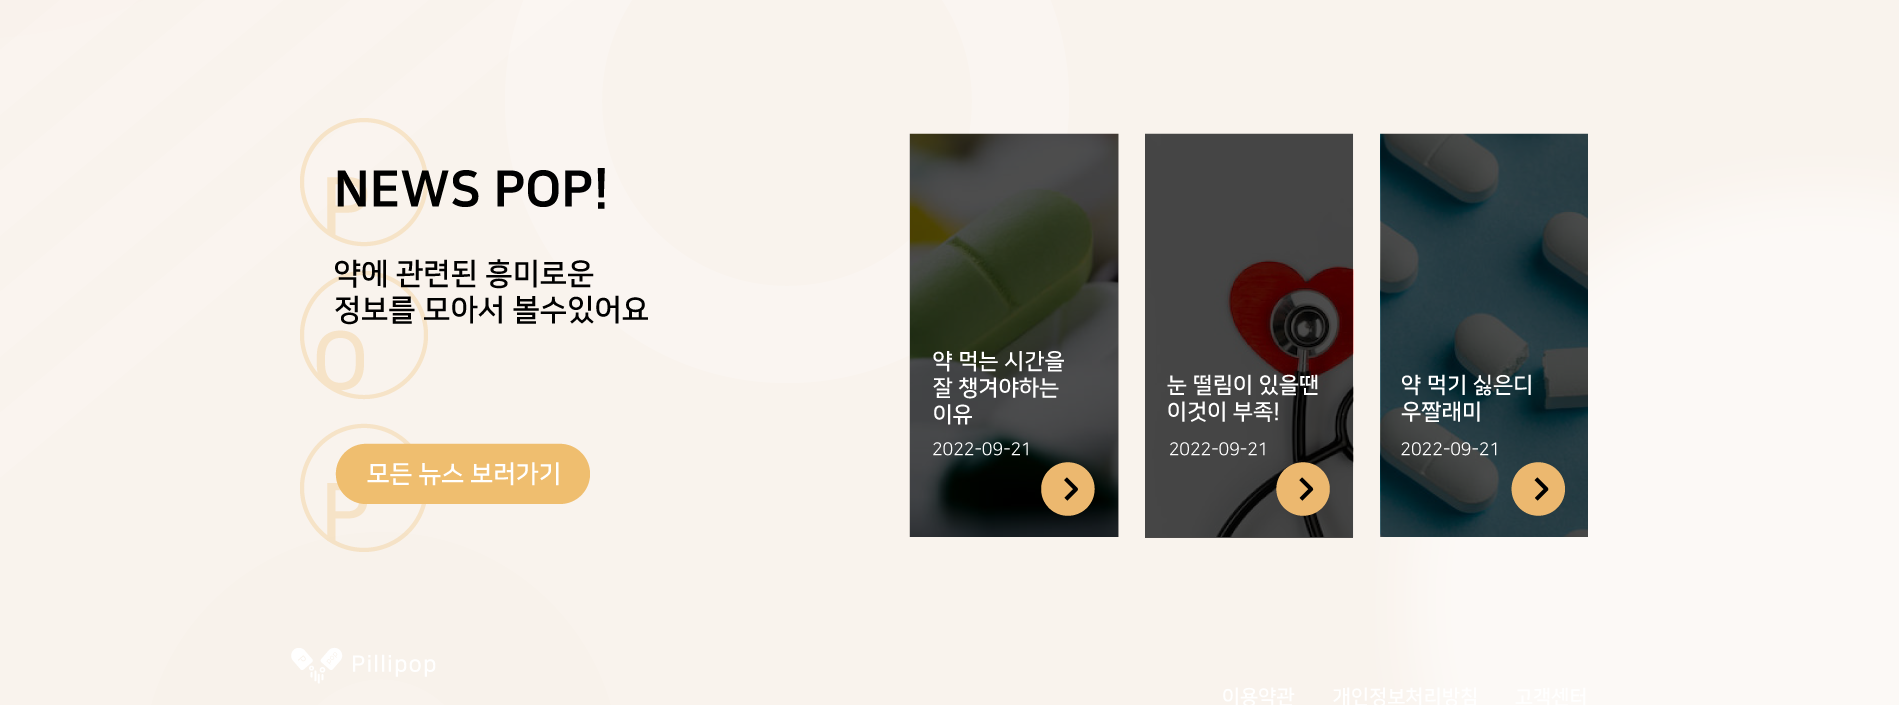 P
NEWS POP!
약에 관련된 흥미로운
정보를 모아서 볼수있어요
O
P
모든 뉴스 보러가기
약 먹는 시간을
잘 챙겨야하는
이유
2022-09-21
눈 떨림이 있을땐
이것이 부족!
2022-09-21
약 먹기 싫은디
우짤래미
2022-09-21
Pillipop
이용약관 개인정보처리방침 고객센터